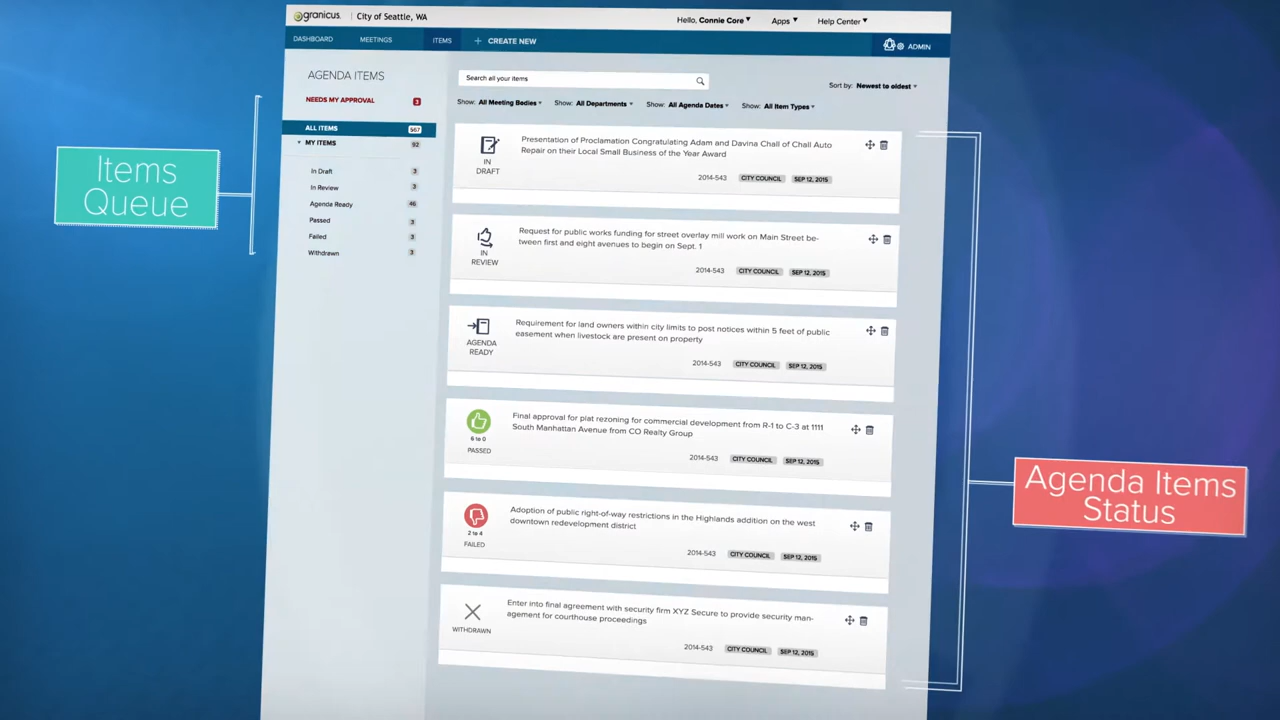 granicus. City of Seattle, WA
Hello, Connie Core Apps Help Center
DASHBOARD MEETINGS ITEMS + CREATE NEW ADMIN
AGENDA ITEMS
NEEDS MY APPROVAL 3
ALL ITEMS 567
MY ITEMS 92
In Draft 3
In Review 3
Agenda Ready 46
Passed 3
Failed 3
Withdrawn 3
Items
Queue
Search all your items
Sort by: Newest to oldest
Show: All Meeting Bodies Show: All Departments Show: All Agenda Dates Show: All Item Types
IN
DRAFT
Presentation of Proclamation Congratulating Adam and Davina Chall of Chall Auto
Repair on their Local Small Business of the Year Award
2014-543 CITY COUNCIL SEP 12, 2015
IN
REVIEW
Request for public works funding for street overlay mill work on Main Street be-
tween first and eight avenues to begin on Sept. 1
2014-543 CITY COUNCIL SEP 12, 2015
AGENDA
READY
Requirement for land owners within city limits to post notices within 5 feet of public
easement when livestock are present on property
2014-543 CITY COUNCIL SEP 12, 2015
6 to 0
PASSED
Final approval for plat rezoning for commercial development from R-1 to C-3 at 1111
South Manhattan Avenue from CO Realty Group
2014-543 CITY COUNCIL SEP 12, 2015
2 to 4
FAILED
Adoption of public right-of-way restrictions in the Highlands addition on the west
downtown redevelopment district
2014-543 CITY COUNCIL SEP 12, 2015
WITHDRAWN
Enter into final agreement with security firm XYZ Secure to provide security man-
agement for courthouse proceedings
2014-543 CITY COUNCIL SEP 12, 2015
Agenda Items
Status